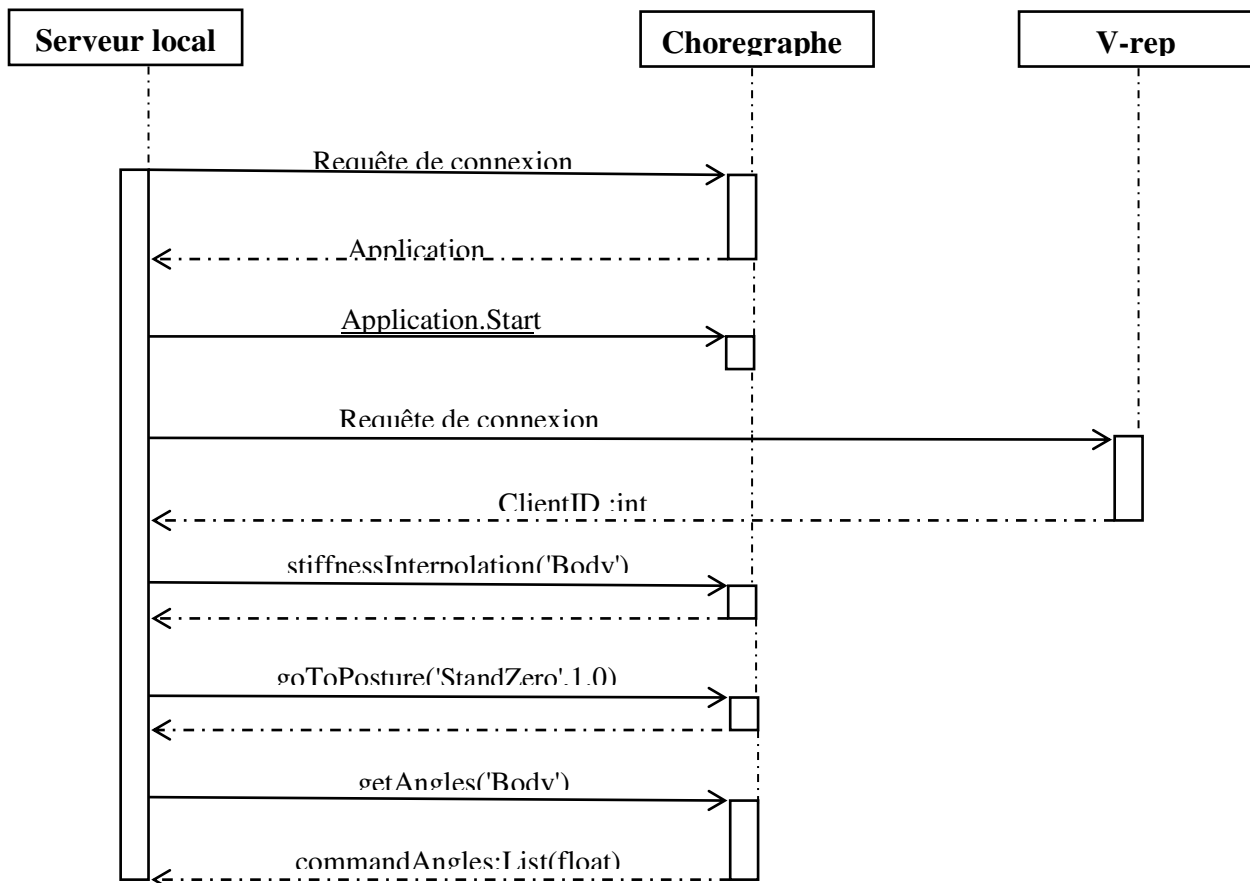 Serveur local
Choregraphe
V-rep
Requête de connexion
Application
Application.Start
Requête de connexion
ClientID :int
stiffnessInterpolation('Body')
goToPosture('StandZero',1.0)
getAngles('Body')
commandAngles:List(float)